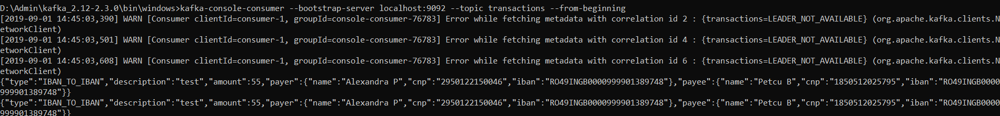 D:\Admin\kafka_2.12-2.3.0\bin\windows>kafka-console-consumer --bootstrap-server localhost:9092 --topic transactions --from-beginning
[2019-09-01 14:45:03,390] WARN [Consumer clientId=consumer-1, groupId=console-consumer-76783] Error while fetching metadata with correlation id 2 : {transactions=LEADER_NOT_AVAILABLE} (org.apache.kafka.clients.N
etworkClient)
[2019-09-01 14:45:03,501] WARN [Consumer clientId=consumer-1, groupId=console-consumer-76783] Error while fetching metadata with correlation id 4 : {transactions=LEADER_NOT_AVAILABLE} (org.apache.kafka.clients.N
etworkClient)
[2019-09-01 14:45:03,608] WARN [Consumer clientId=consumer-1, groupId=console-consumer-76783] Error while fetching metadata with correlation id 6 : {transactions=LEADER_NOT_AVAILABLE} (org.apache.kafka.clients.N
etworkClient)
{"type":"IBAN_TO_IBAN","description":"test","amount":55,"payer":{"name":"Alexandra P","cnp":"2950122150046","iban":"RO49INGB0000999901389748"},"payee":{"name":"Petcu B","cnp":"1850512025795","iban":"RO49INGB0000
999901389748"}}
{"type":"IBAN_TO_IBAN","description":"test","amount":55,"payer":{"name":"Alexandra P","cnp":"2950122150046","iban":"RO49INGB0000999901389748"},"payee":{"name":"Petcu B","cnp":"1850512025795","iban":"RO49INGB0000
999901389748"}}